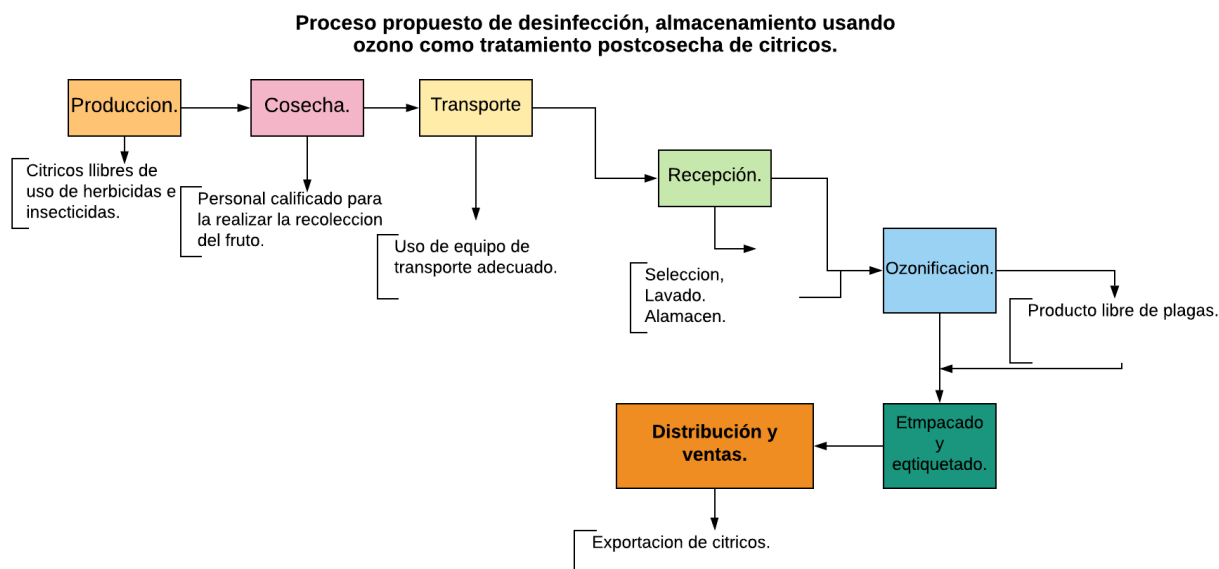 Proceso propuesto de desinfección, almacenamiento usando
ozono como tratamiento postcosecha de citricos.
Produccion.
Cosecha.
Transporte
Citricos llibres de
uso de herbicidas e
insecticidas.
Personal calificado para
la realizar la recoleccion
del fruto.
Uso de equipo de
transporte adecuado.
Recepción.
Seleccion,
Lavado.
Alamacen.
Ozonificacion.
Producto libre de plagas.
Etmpacado
y
eqtiquetado.
Distribución y
ventas.
Exportacion de citricos.